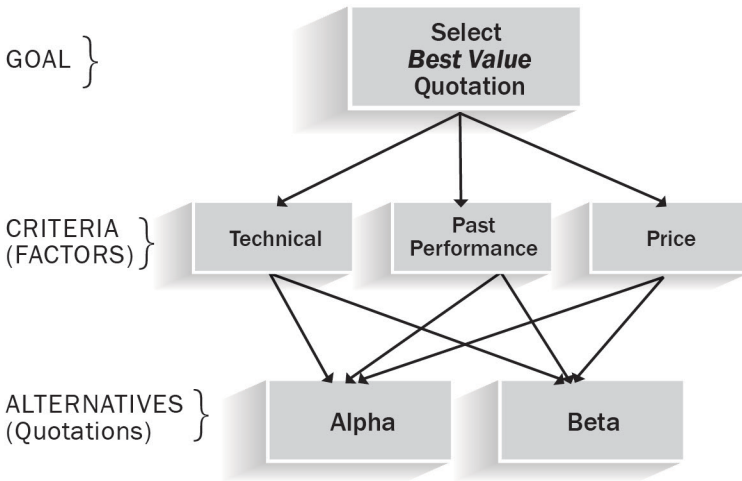 GOAL
Select
Best Value
Quotation
CRITERIA
(FACTORS)
Technical
Past
Performance
Price
ALTERNATIVES
(Quotations)
Alpha
Beta